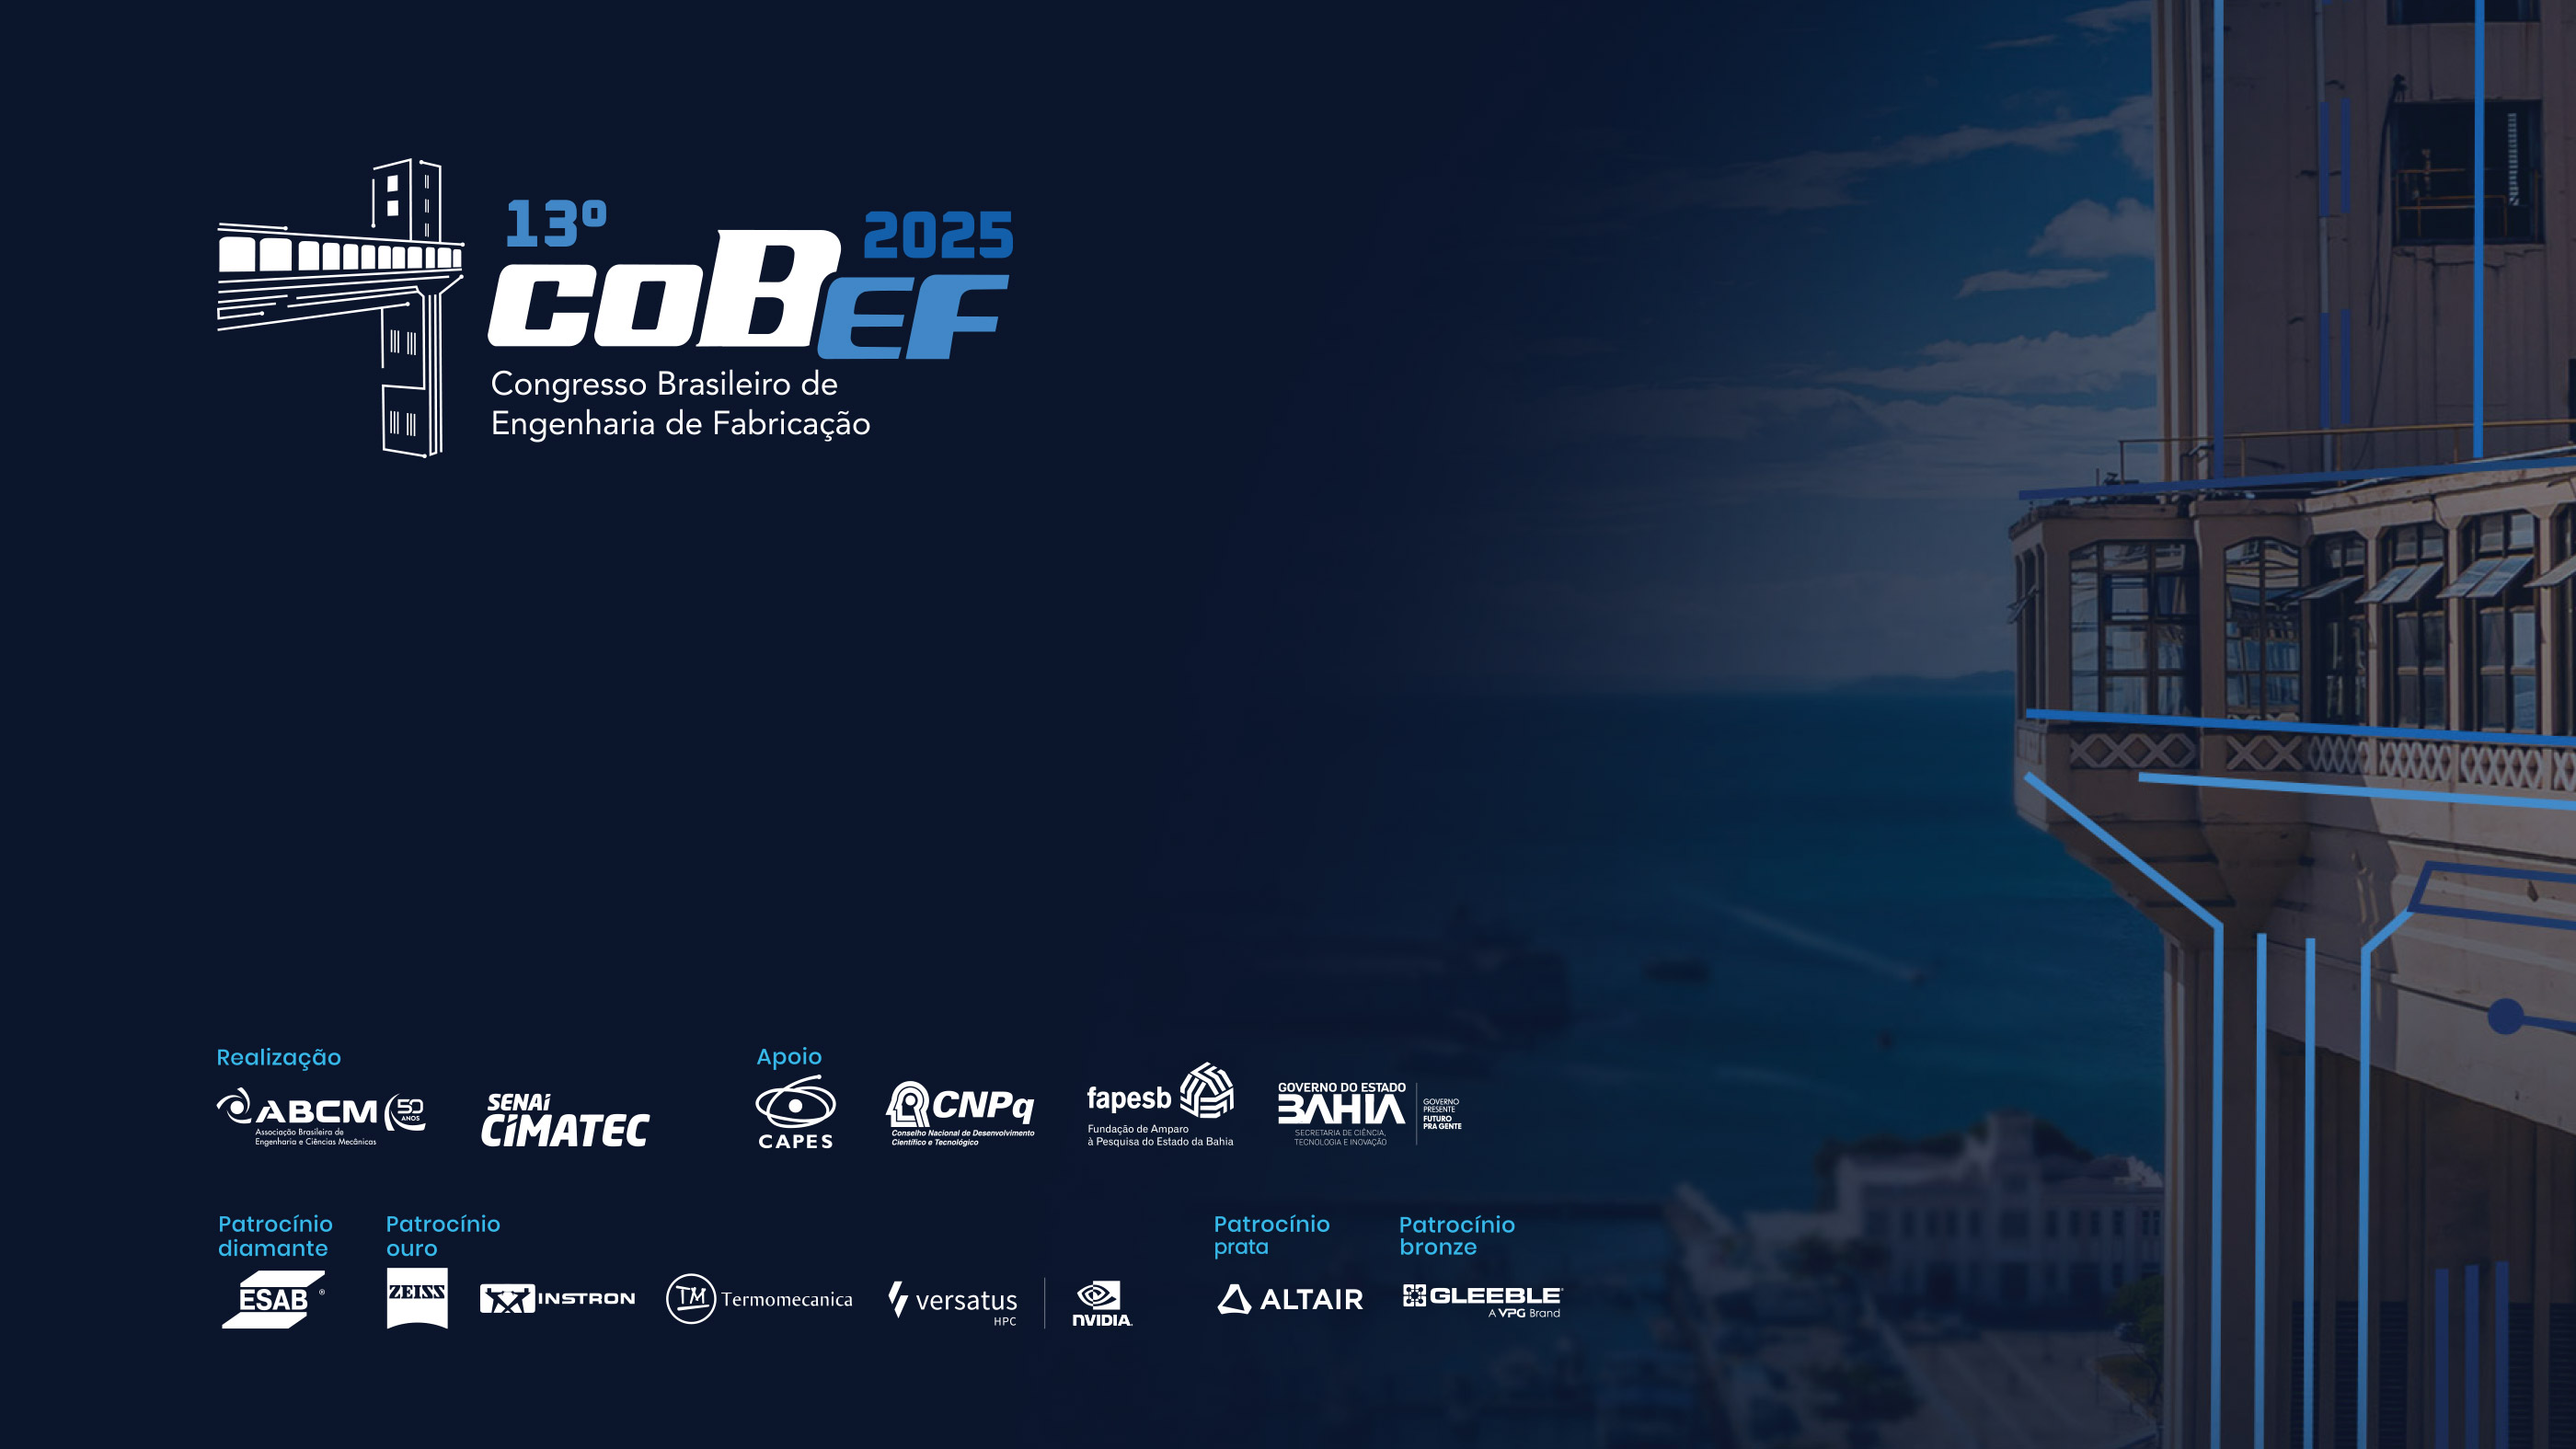 13º
2025
COBEF
Congresso Brasileiro de
Engenharia de Fabricação
Realização
ABCM 50 ANOS
Associação Brasileira de
Engenharia e Ciências Mecânicas
SENAI
CIMATEC
Apoio
CAPES
CNPq
Conselho Nacional de Desenvolvimento
Científico e Tecnológico
fapesb
Fundação de Amparo
à Pesquisa do Estado da Bahia
GOVERNO DO ESTADO
BAHIA
SECRETARIA DE CIÊNCIA,
TECNOLOGIA E INOVAÇÃO
GOVERNO
PRESENTE
FUTURO
PRA GENTE
Patrocínio
diamante
ESAB ®
Patrocínio
ouro
ZEISS
INSTRON
TM Termomecanica
versatus
HPC
NVIDIA.
Patrocínio
prata
ALTAIR
Patrocínio
bronze
GLEEBLE
A VPG Brand